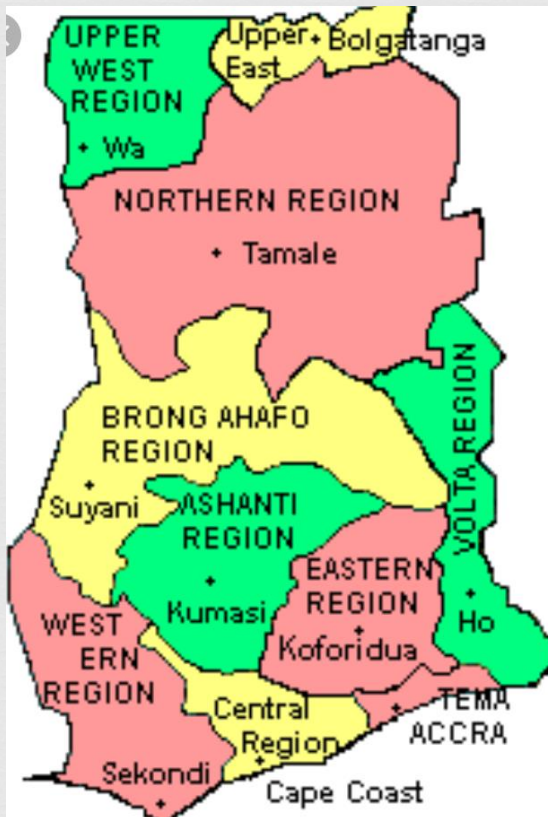 UPPER
WEST
REGION
Wa
Upper
East
Bolgatanga
NORTHERN REGION
Tamale
BRONG AHAFO
REGION
Suyani
ASHANTI
REGION
Kumasi
VOLTA REGION
Ho
EASTERN
REGION
Koforidua
WEST
ERN
REGION
Sekondi
Central
Region
Cape Coast
TEMA
ACCRA